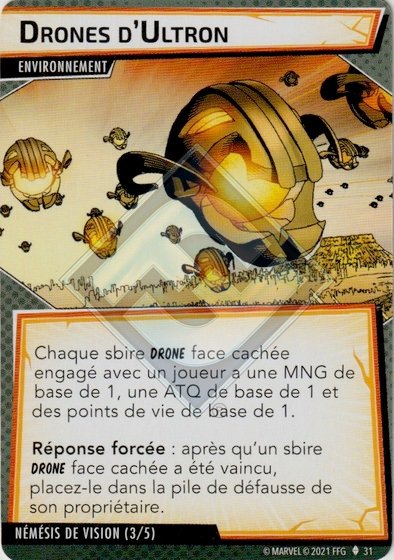 DRONES D'ULTRON
ENVIRONNEMENT
Chaque sbire DRONE face cachée
engagé avec un joueur a une MNG de
base de 1, une ATQ de base de 1 et
des points de vie de base de 1.
Réponse forcée : après qu'un sbire
DRONE face cachée a été vaincu,
placez-le dans la pile de défausse de
son propriétaire.
NÉMÉSIS DE VISION (3/5)
© MARVEL © 2021 FFG 31